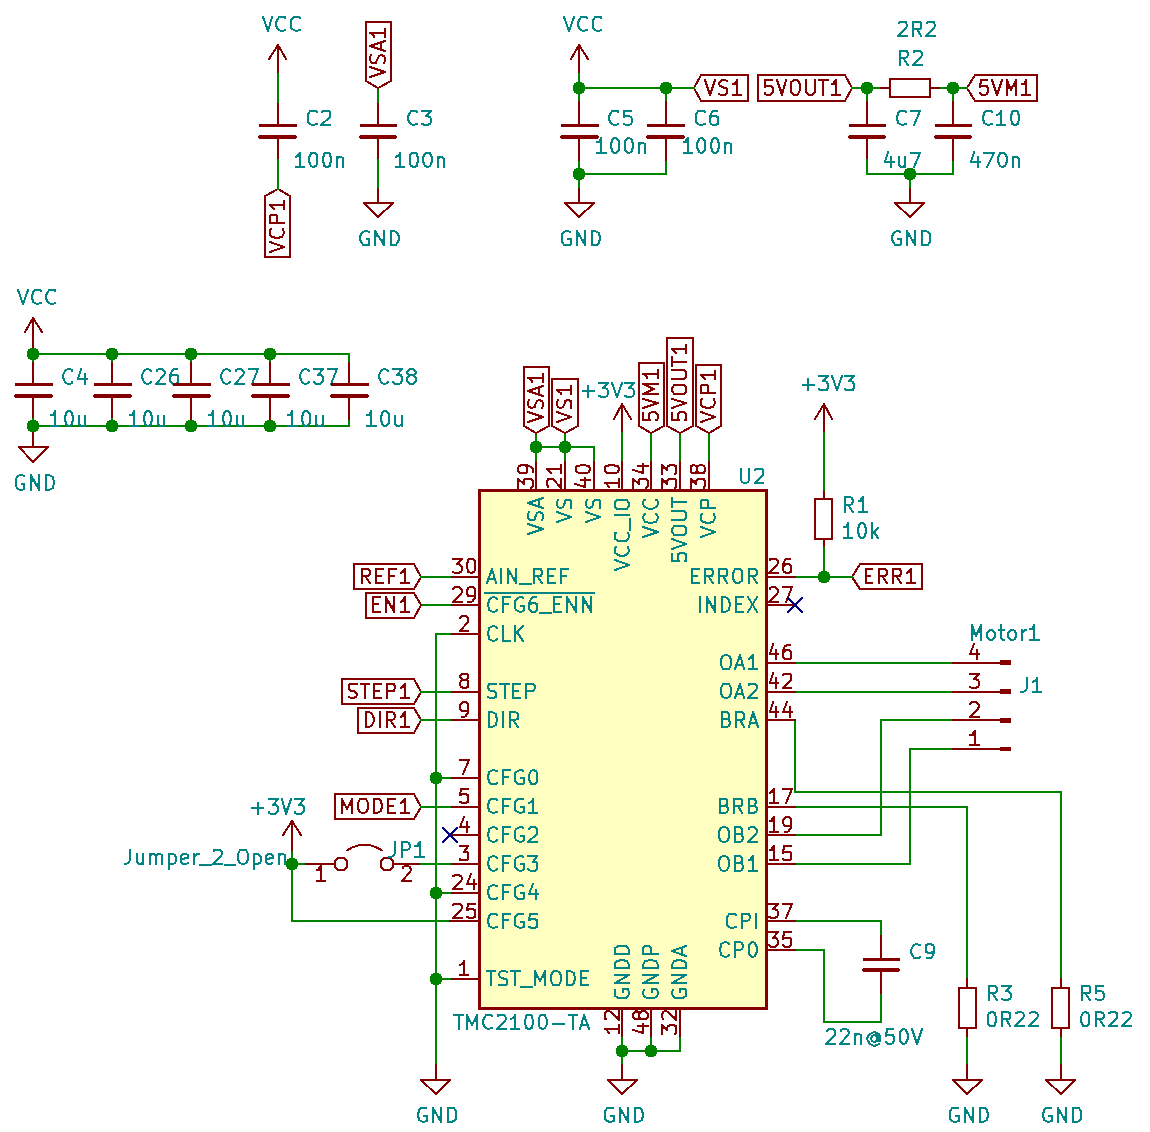 VCC
VSA1
C2
100n
VCP1
C3
100n
GND
VCC
VS1
C5
100n
C6
100n
GND
2R2
R2
5VOUT1
5VM1
C7
4u7
C10
470n
GND
VCC
C4
10u
C26
10u
C27
10u
C37
10u
C38
10u
GND
VSA1
VS1
+3V3
5VM1
5VOUT1
VCP1
+3V3
39
21
40
10
34
33
38
U2
VSA
VS
VS
VCC_IO
VCC
5VOUT
VCP
R1
10k
REF1
30
AIN_REF
ERROR
26
ERR1
EN1
29
CFG6_ENN
INDEX
27
2
CLK
Motor1
OA1
46
4
STEP1
8
STEP
OA2
42
3
J1
DIR1
9
DIR
BRA
44
2
1
7
CFG0
MODE1
5
CFG1
BRB
17
+3V3
4
CFG2
OB2
19
Jumper_2_Open
1
JP1
2
3
CFG3
OB1
15
24
CFG4
25
CFG5
CPI
37
CPO
35
C9
22n@50V
1
TST_MODE
GNDD
GNDP
GNDA
TMC2100-TA
12
48
32
R3
0R22
R5
0R22
GND
GND
GND
GND